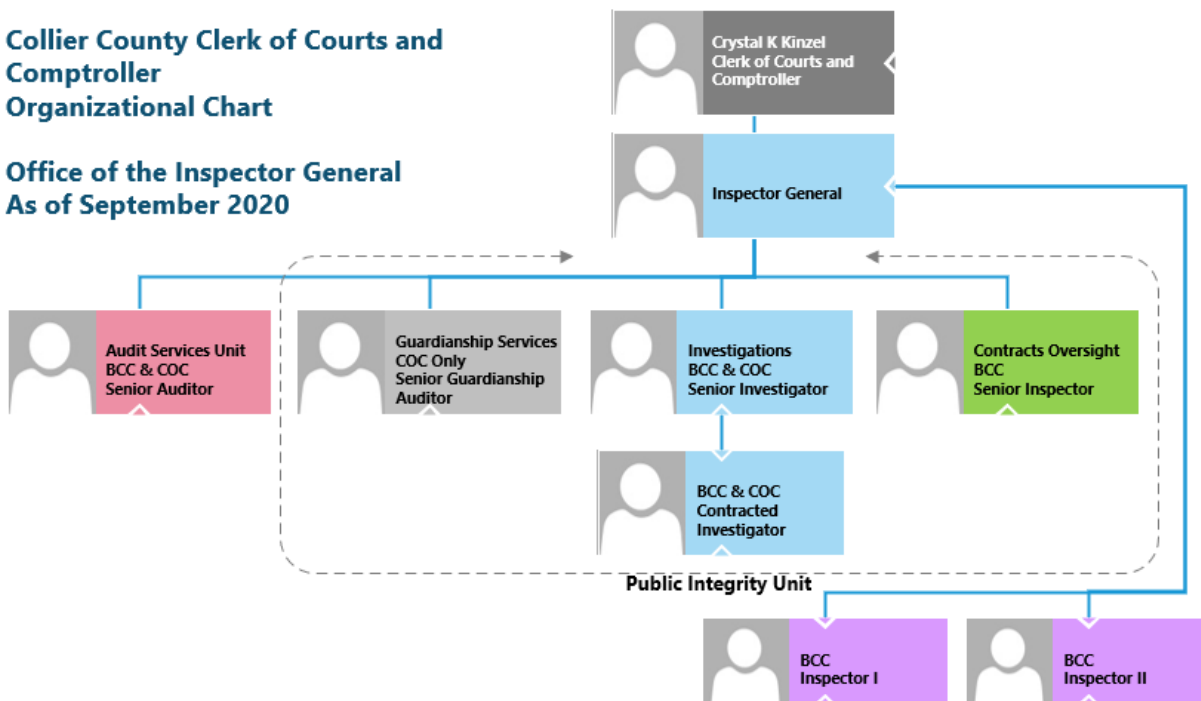 Collier County Clerk of Courts and
Comptroller
Organizational Chart
Office of the Inspector General
As of September 2020
Crystal K Kinzel
Clerk of Courts and
Comptroller
Inspector General
Audit Services Unit
BCC & COC
Senior Auditor
Guardianship Services
COC Only
Senior Guardianship
Auditor
Investigations
BCC & COC
Senior Investigator
Contracts Oversight
BCC
Senior Inspector
BCC & COC
Contracted
Investigator
Public Integrity Unit
BCC
Inspector I
BCC
Inspector II